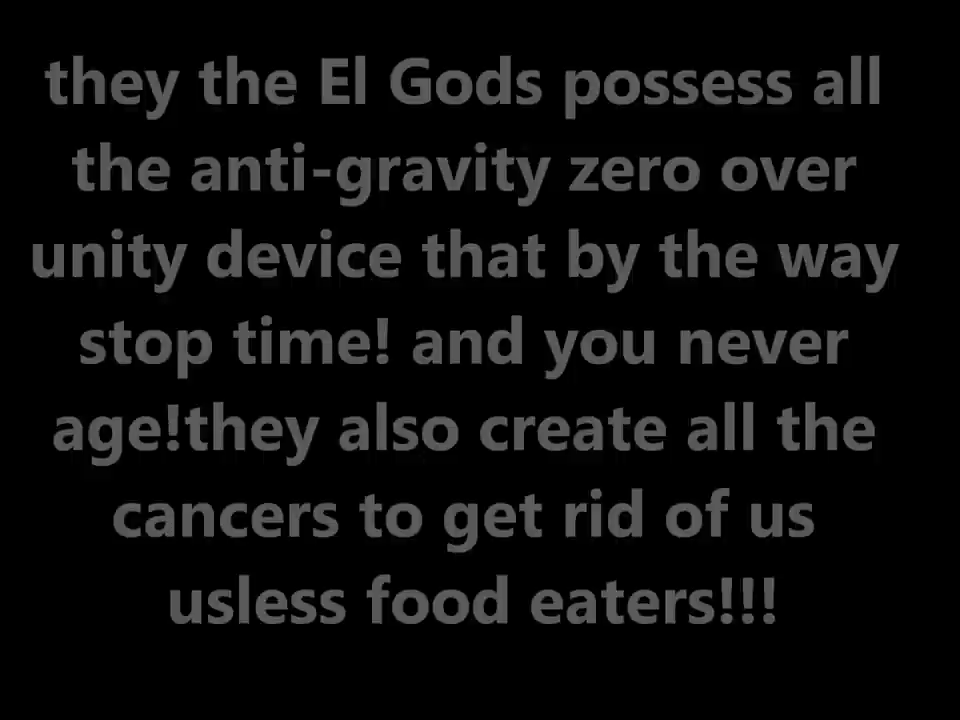 they the El Gods possess all
the anti-gravity zero over
unity device that by the way
stop time! and you never
age!they also create all the
cancers to get rid of us
usless food eaters!!!